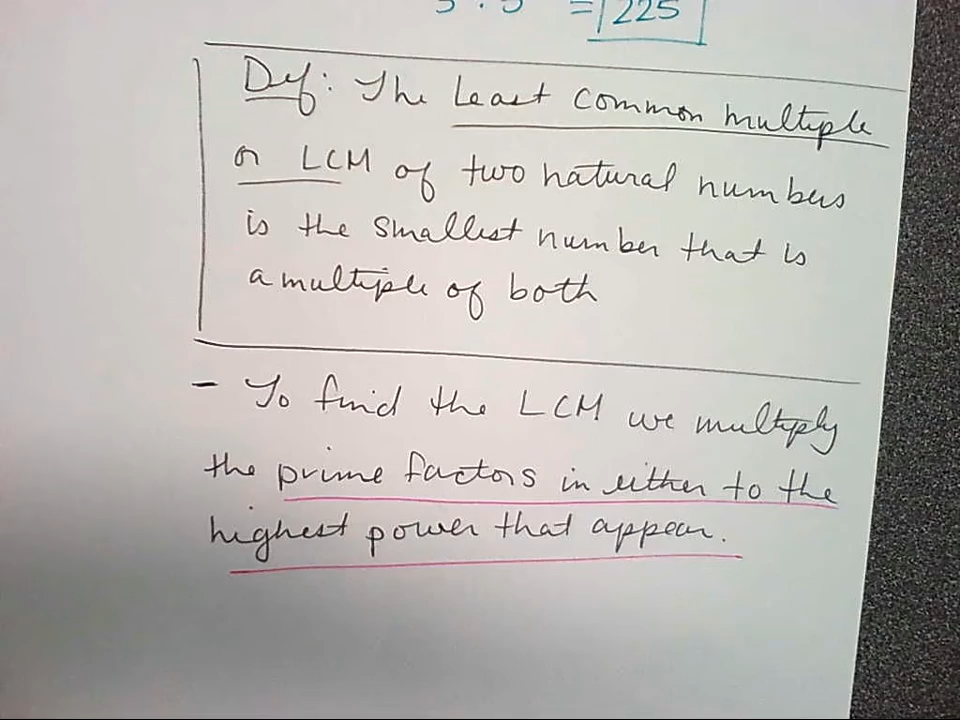 = 225
Def: The Least Common Multiple
or LCM of two natural numbers
is the smallest number that is
a multiple of both
- To find the LCM we multiply
the prime factors in either to the
highest power that appear.